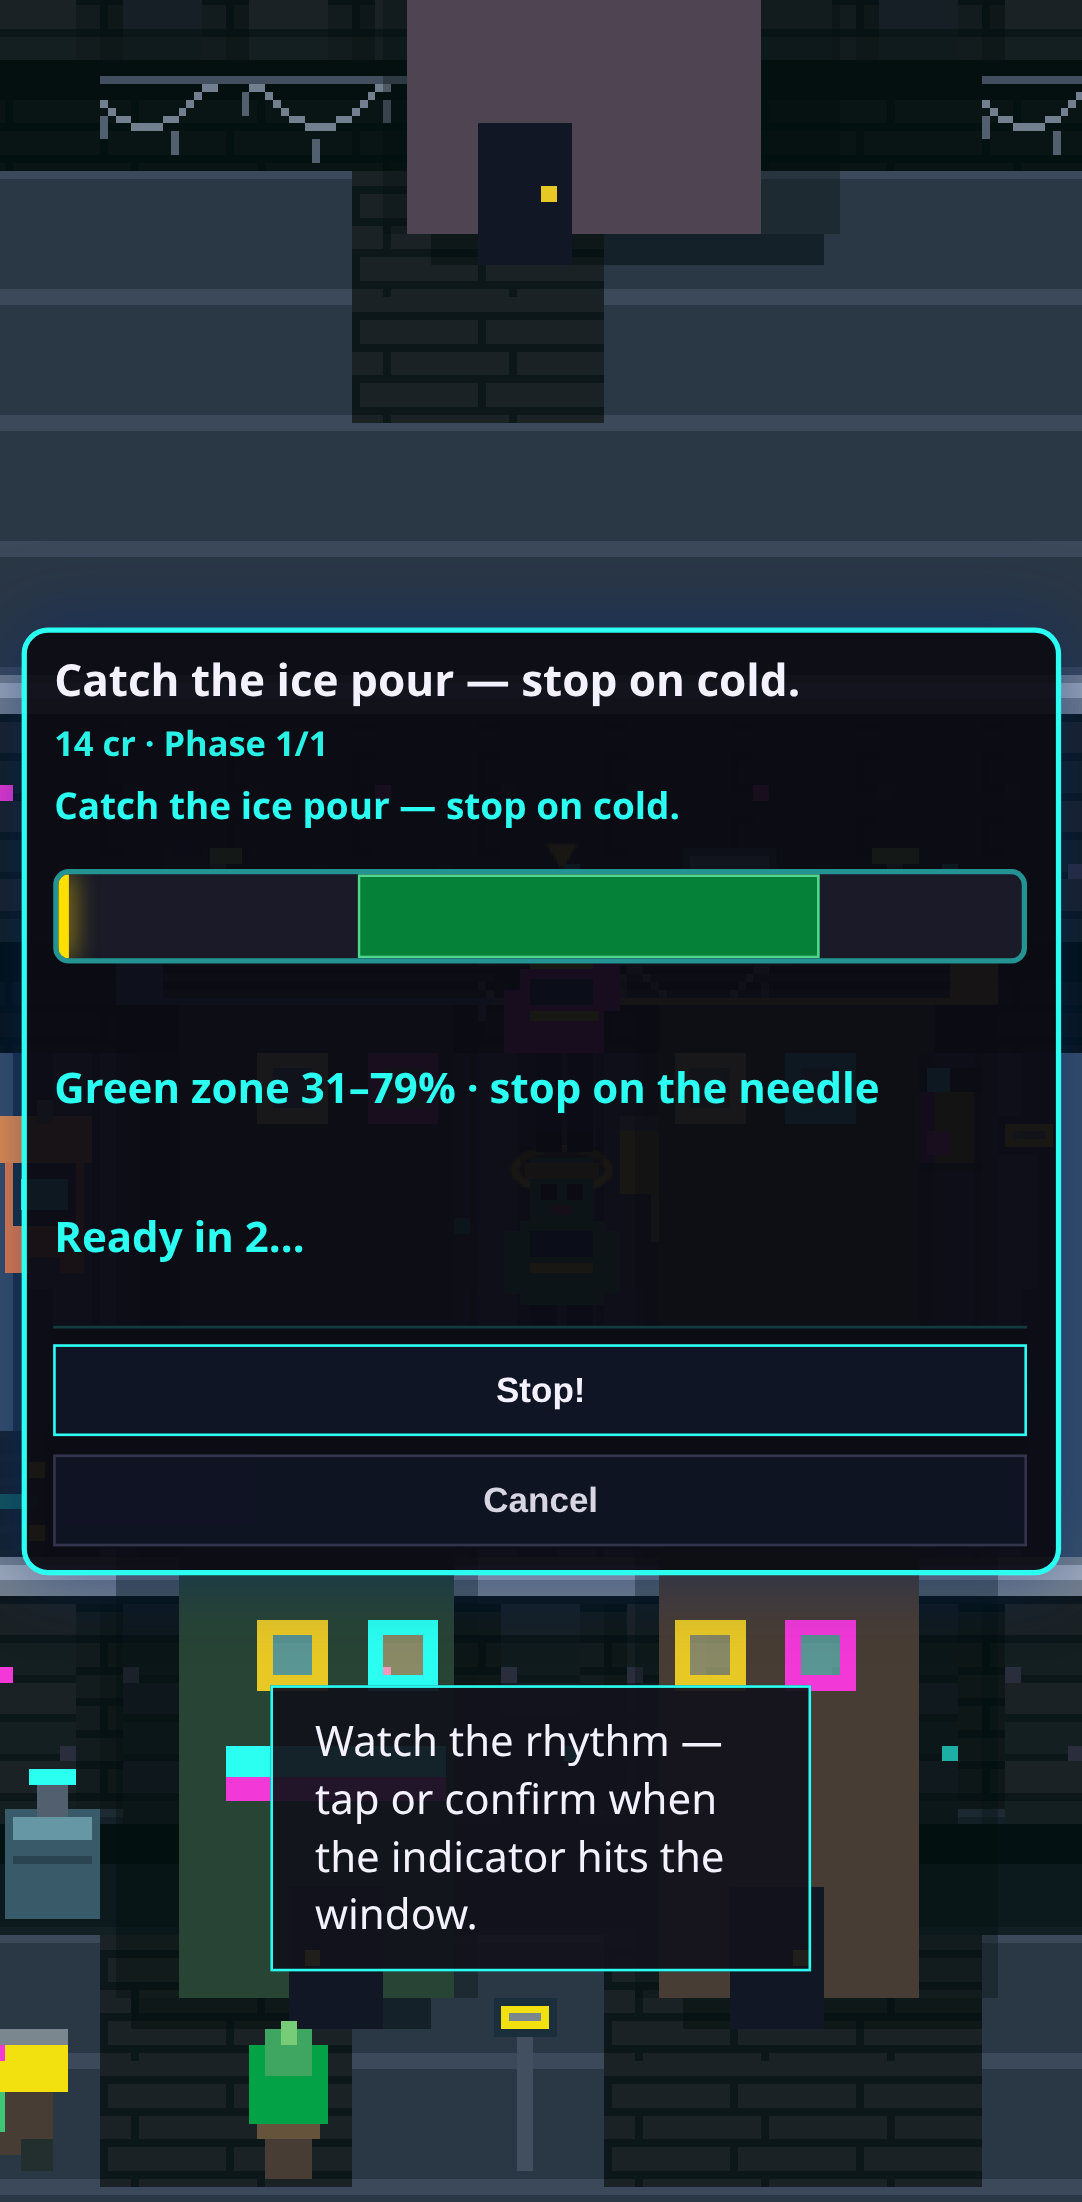 Catch the ice pour — stop on cold.
14 cr · Phase 1/1
Catch the ice pour — stop on cold.
Green zone 31–79% · stop on the needle
Ready in 2...
Stop!
Cancel
Watch the rhythm —
tap or confirm when
the indicator hits the
window.